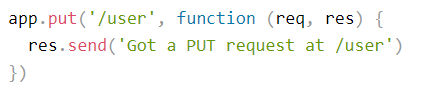 app.put('/user', function (req, res) {
  res.send('Got a PUT request at /user')
})